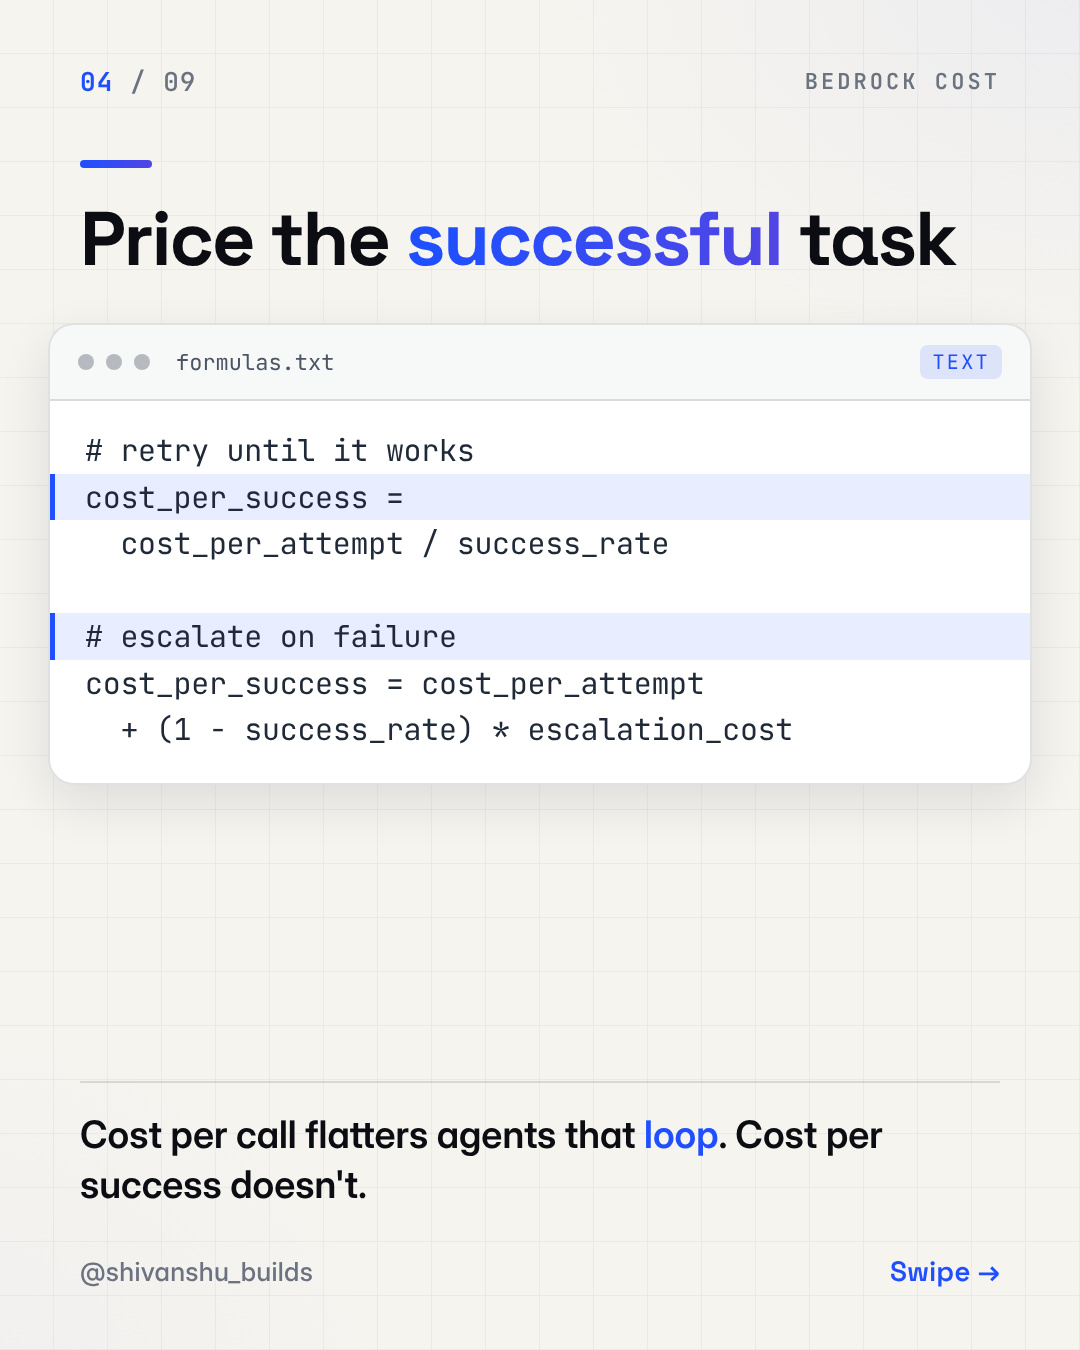 04 / 09
BEDROCK COST
Price the successful task
formulas.txt
TEXT
# retry until it works
cost_per_success =
  cost_per_attempt / success_rate
# escalate on failure
cost_per_success = cost_per_attempt
  + (1 - success_rate) * escalation_cost
Cost per call flatters agents that loop. Cost per
success doesn't.
@shivanshu_builds
Swipe →